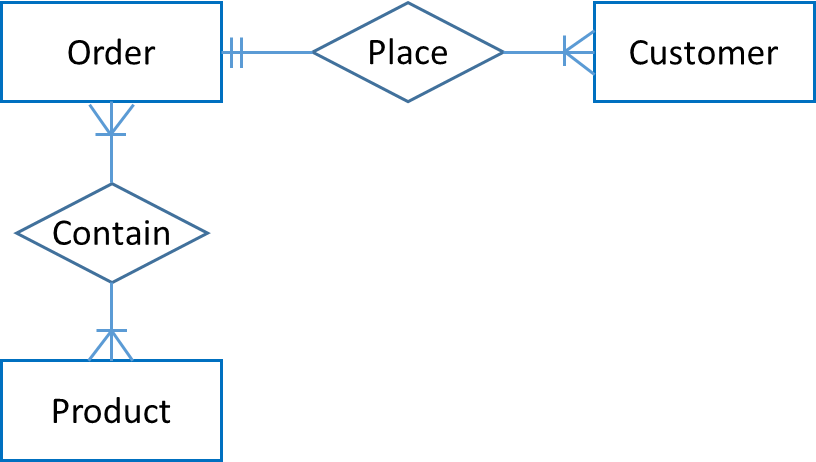 Order
Place
Customer
Contain
Product